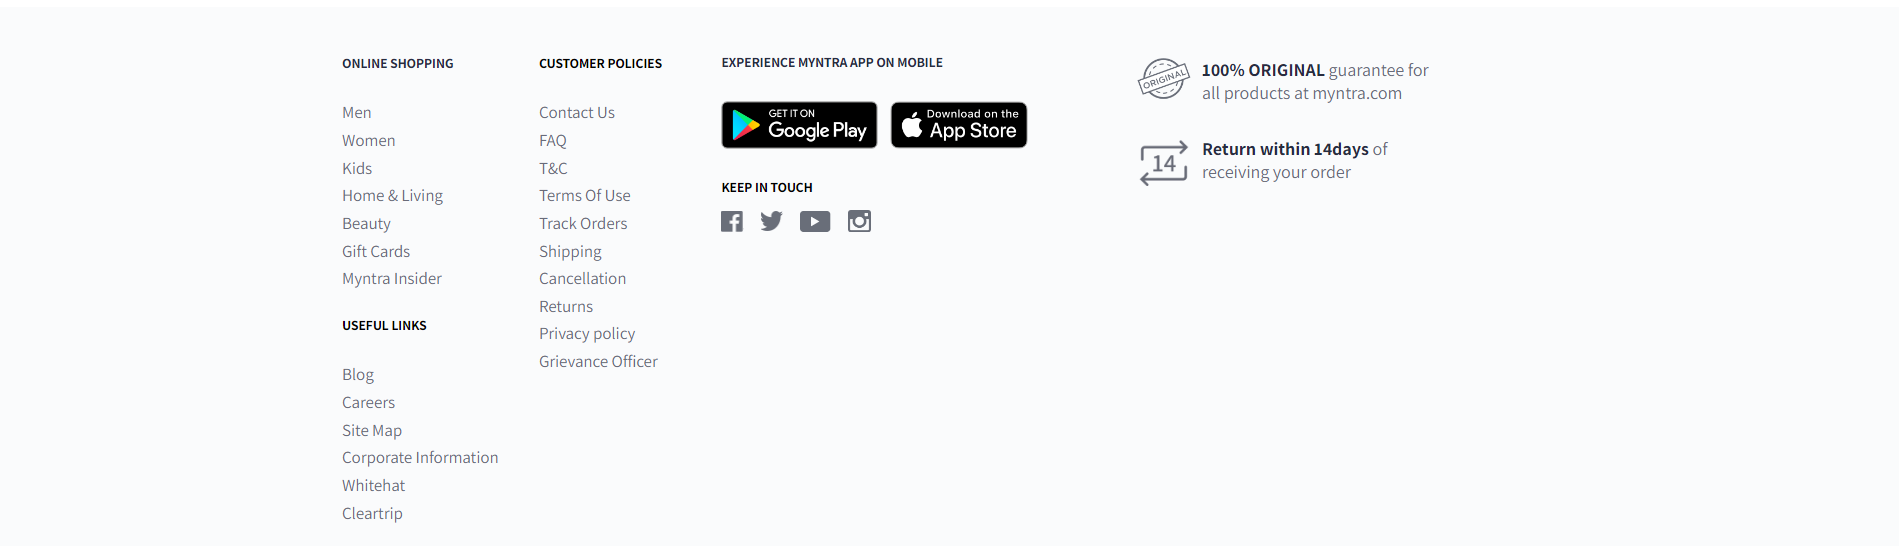 ONLINE SHOPPING
Men
Women
Kids
Home & Living
Beauty
Gift Cards
Myntra Insider
USEFUL LINKS
Blog
Careers
Site Map
Corporate Information
Whitehat
Cleartrip
CUSTOMER POLICIES
Contact Us
FAQ
T&C
Terms Of Use
Track Orders
Shipping
Cancellation
Returns
Privacy policy
Grievance Officer
EXPERIENCE MYNTRA APP ON MOBILE
GET IT ON
Google Play
Download on the
App Store
KEEP IN TOUCH
ORIGINAL
100% ORIGINAL guarantee for
all products at myntra.com
14
Return within 14days of
receiving your order